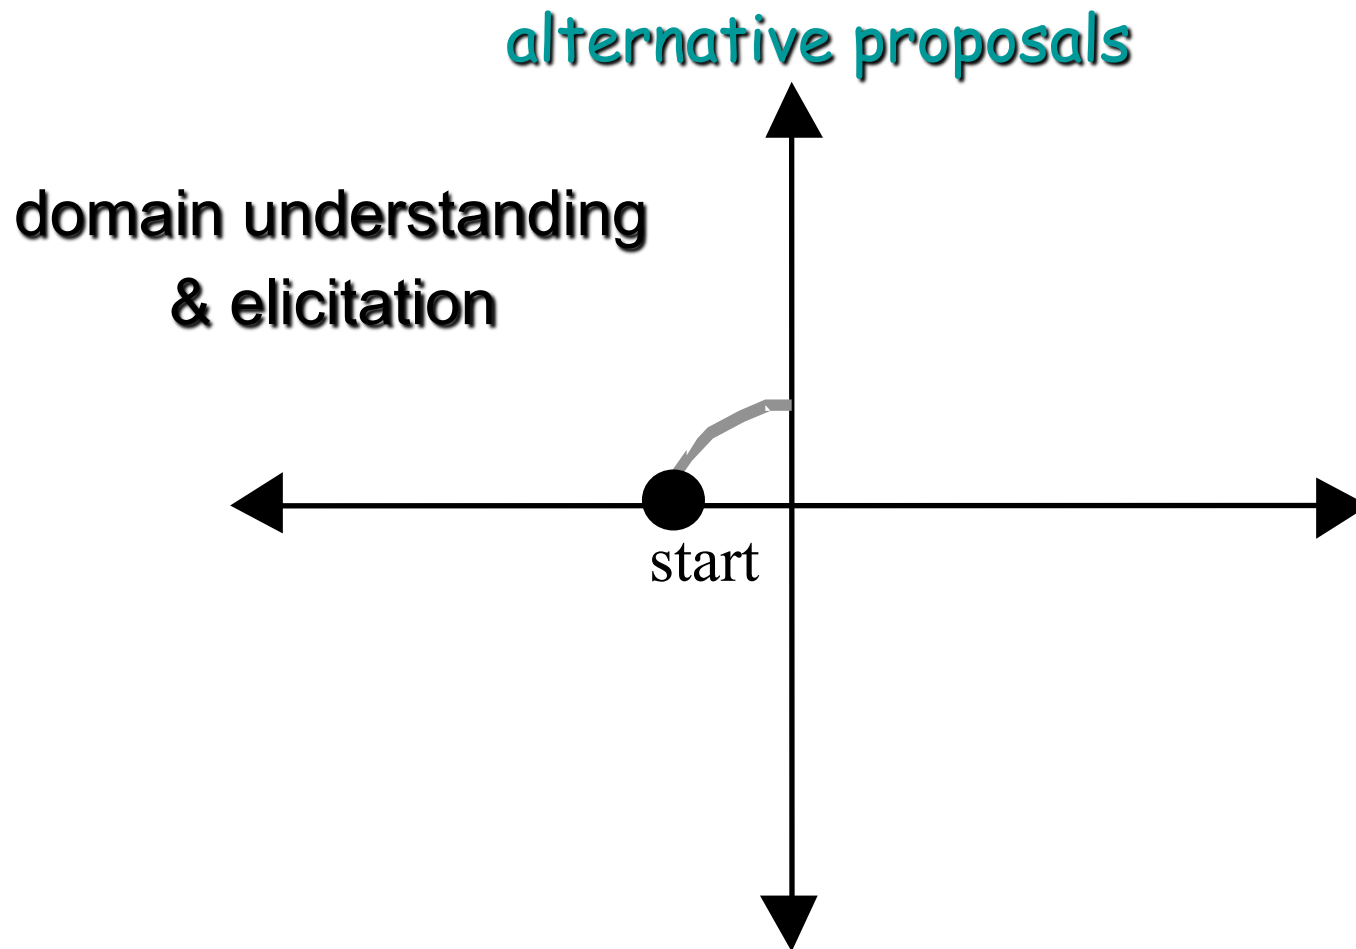 alternative proposals
domain understanding
& elicitation
start